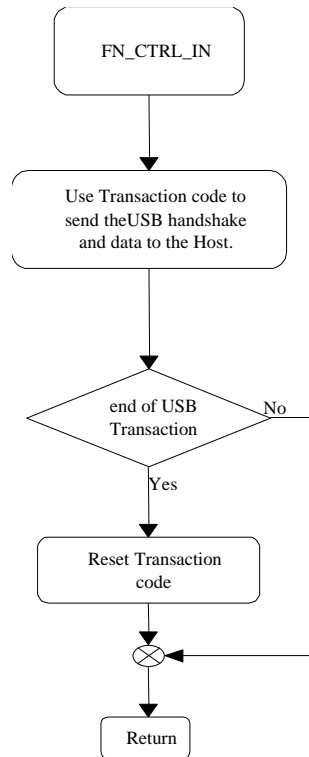 FN_CTRL_IN
Use Transaction code to
send theUSB handshake
and data to the Host.
end of USB
Transaction
No
Yes
Reset Transaction
code
Return